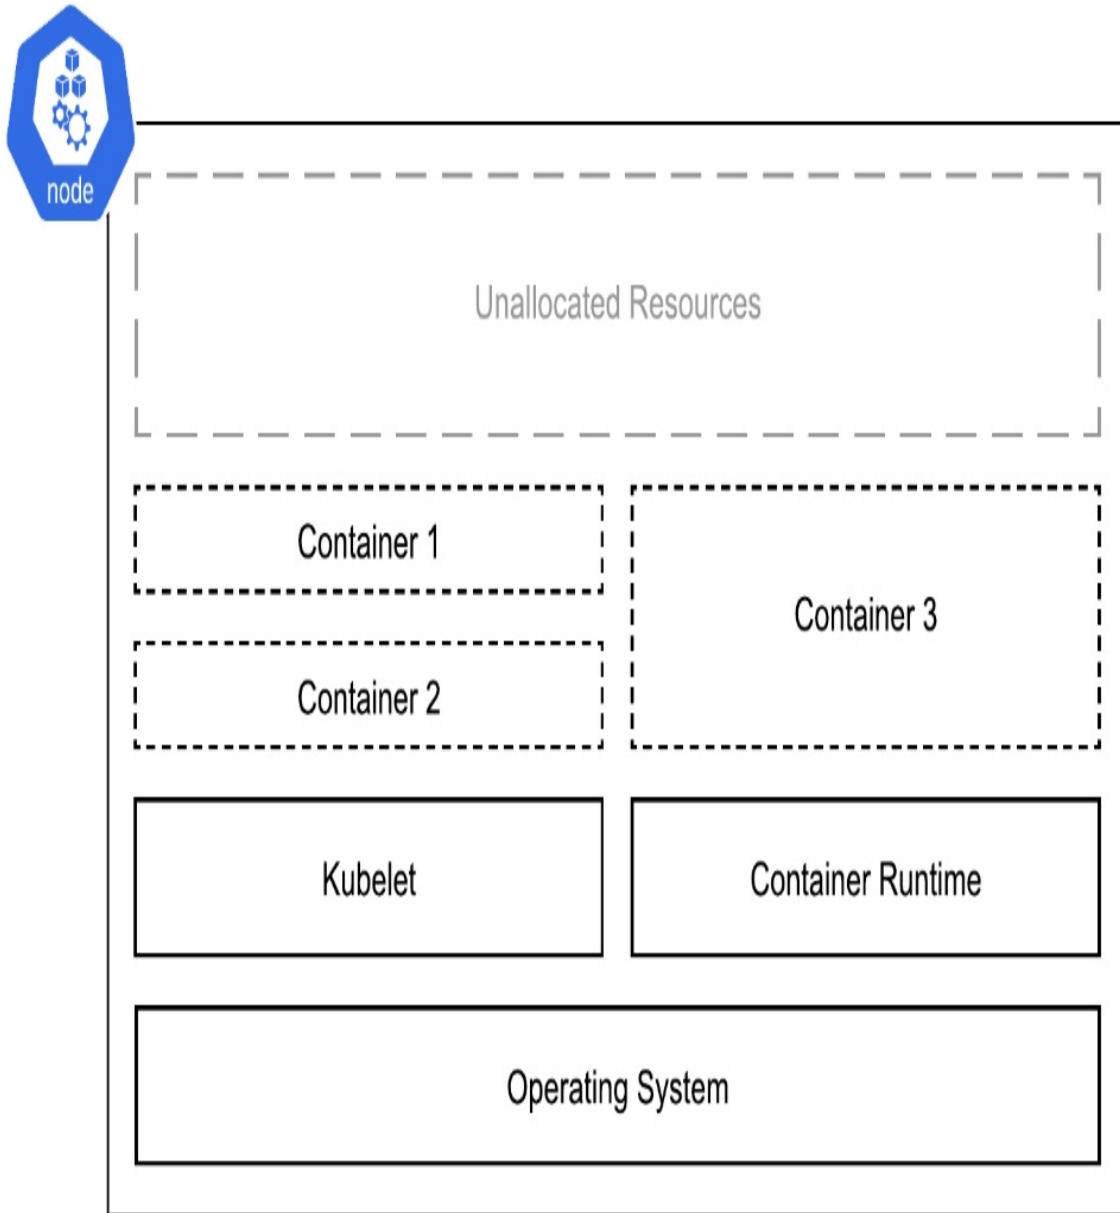 node
Unallocated Resources
Container 1
Container 3
Container 2
Kubelet
Container Runtime
Operating System